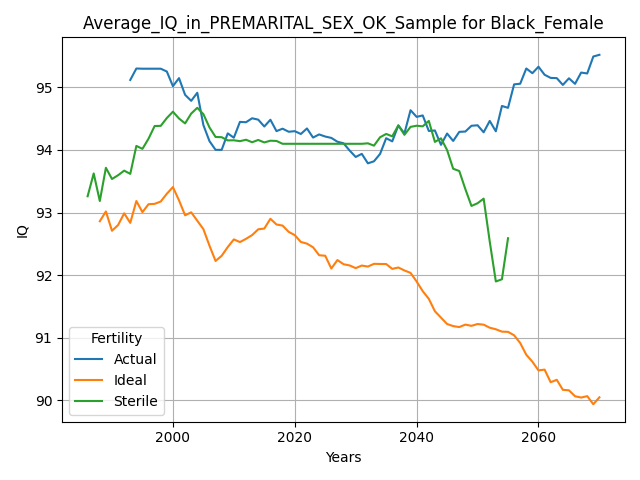 Average_IQ_in_PREMARITAL_SEX_OK_Sample for Black_Female
95
94
93
92
91
90
IQ
Fertility
Actual
Ideal
Sterile
2000 2020 2040 2060
Years